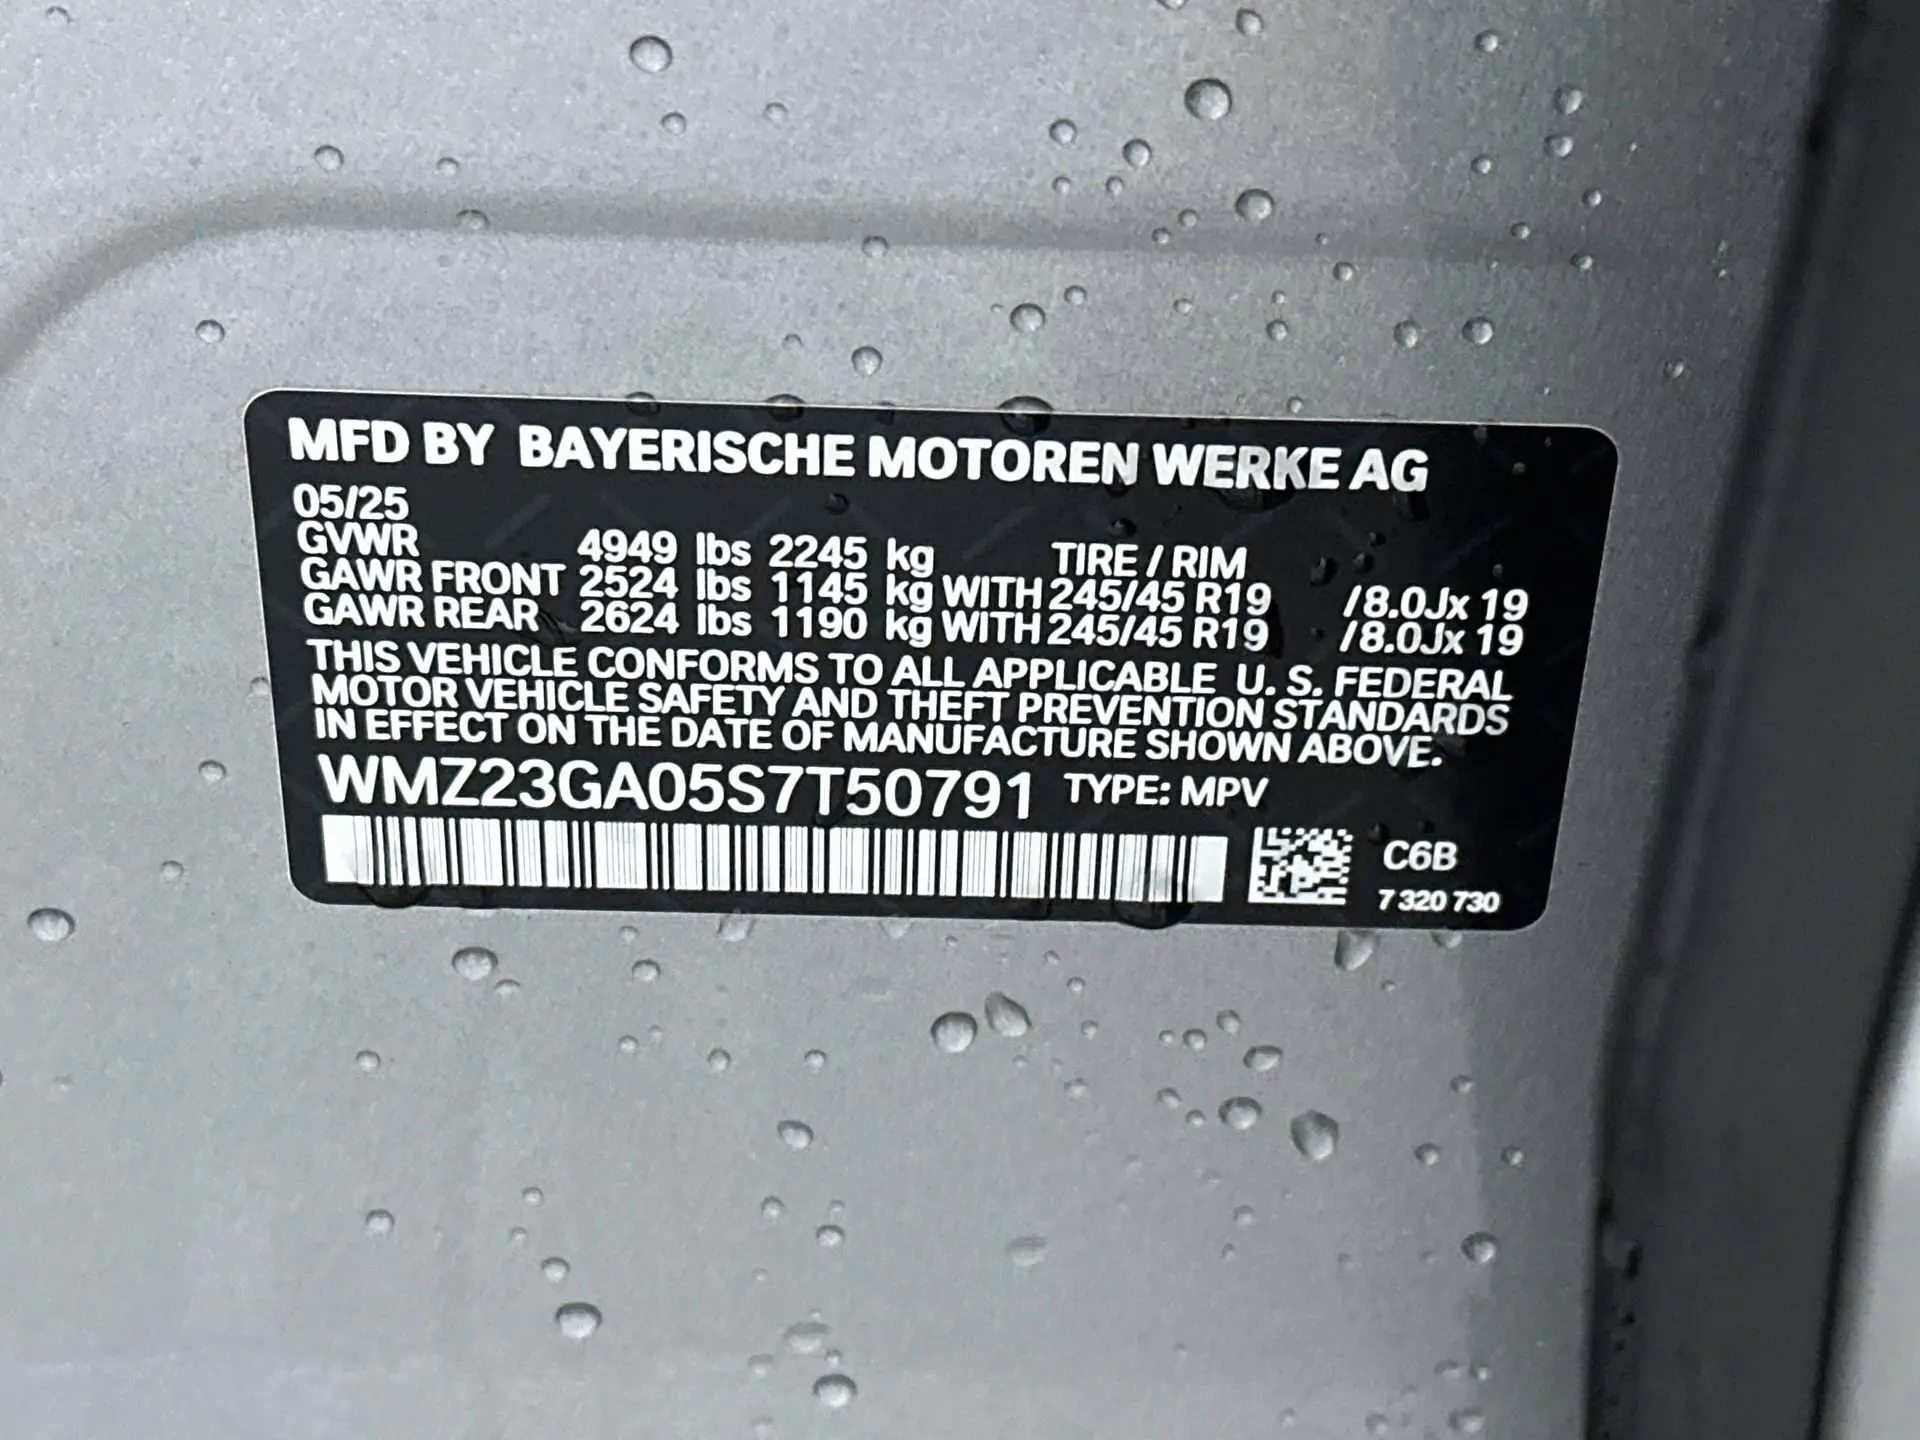 MFD BY BAYERISCHE MOTOREN WERKE AG
05/25
GVWR 4949 lbs 2245 kg TIRE / RIM
GAWR FRONT 2524 lbs 1145 kg WITH 245/45 R19 /8.0Jx 19
GAWR REAR 2624 lbs 1190 kg WITH 245/45 R19 /8.0Jx 19
THIS VEHICLE CONFORMS TO ALL APPLICABLE U. S. FEDERAL
MOTOR VEHICLE SAFETY AND THEFT PREVENTION STANDARDS
IN EFFECT ON THE DATE OF MANUFACTURE SHOWN ABOVE.
WMZ23GA05S7T50791 TYPE: MPV
C6B
7 320 730